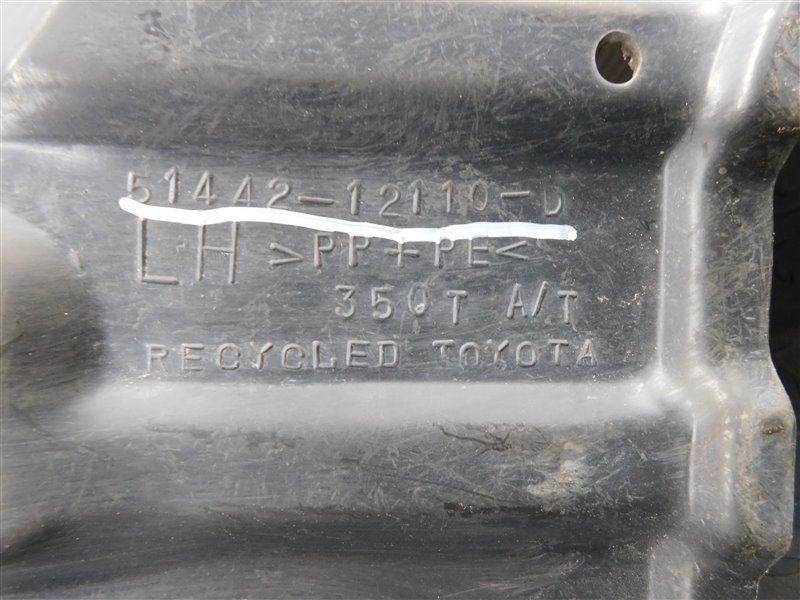 51442-12110-D
LH >PP+PE<
350T A/T
RECYCLED TOYOTA